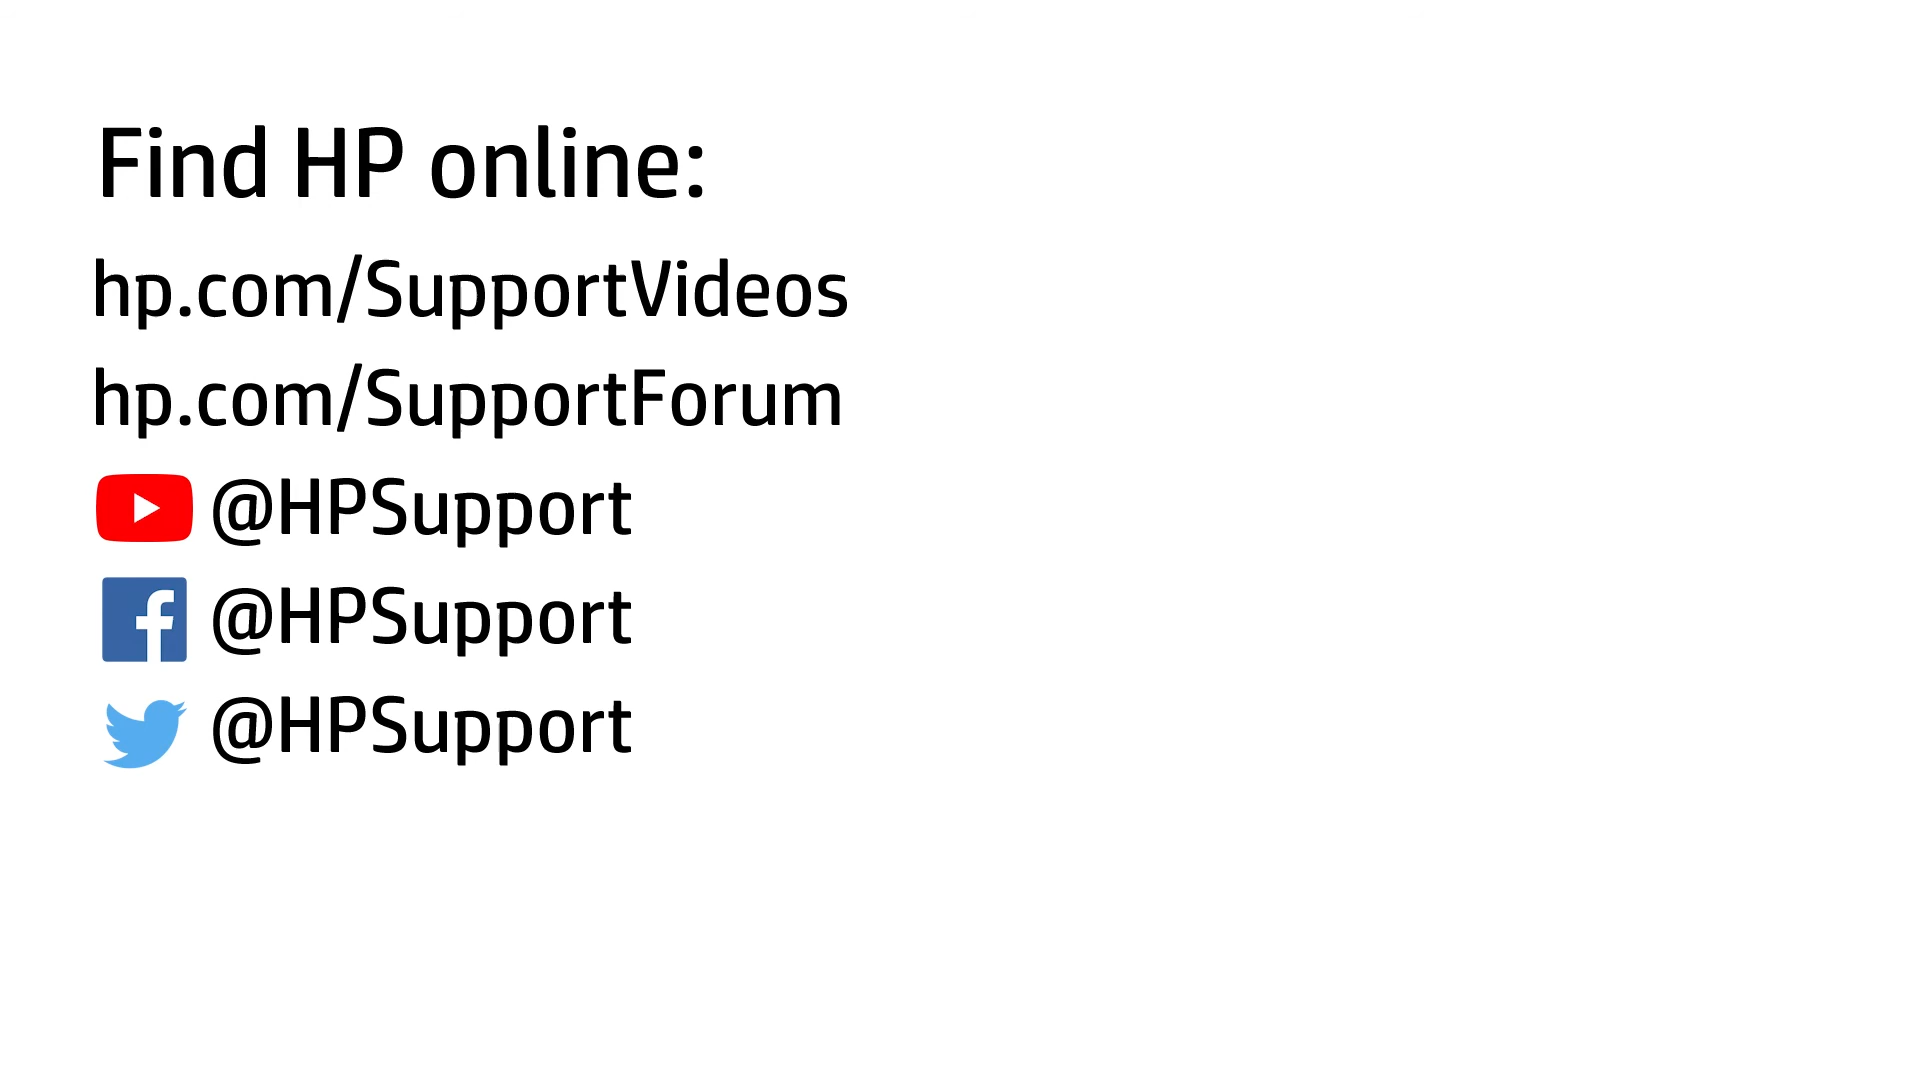 Find HP online:
hp.com/SupportVideos
hp.com/SupportForum
@HPSupport
@HPSupport
@HPSupport